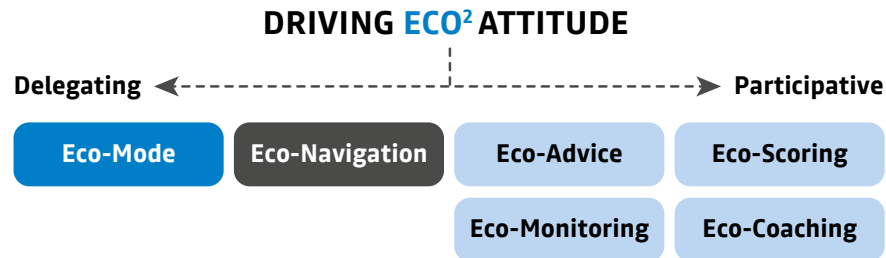 DRIVING ECO² ATTITUDE
Delegating Participative
Eco-Mode Eco-Navigation Eco-Advice Eco-Scoring
Eco-Monitoring Eco-Coaching